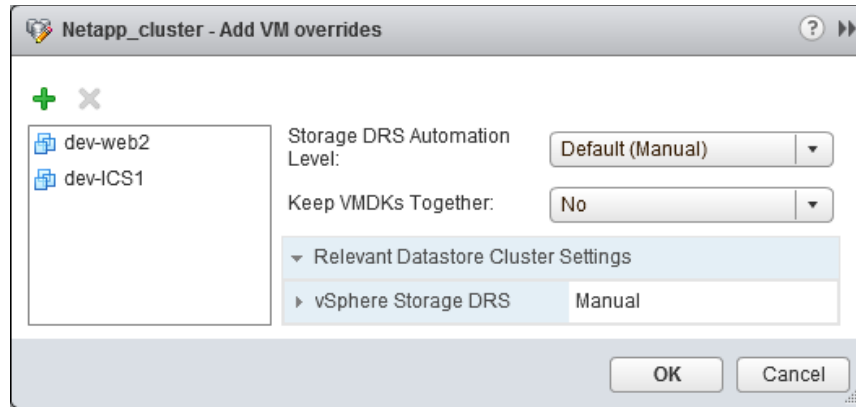 Netapp_cluster - Add VM overrides
dev-web2
dev-ICS1
Storage DRS Automation
Level:
Default (Manual)
Keep VMDKs Together:
No
Relevant Datastore Cluster Settings
vSphere Storage DRS
Manual
OK
Cancel